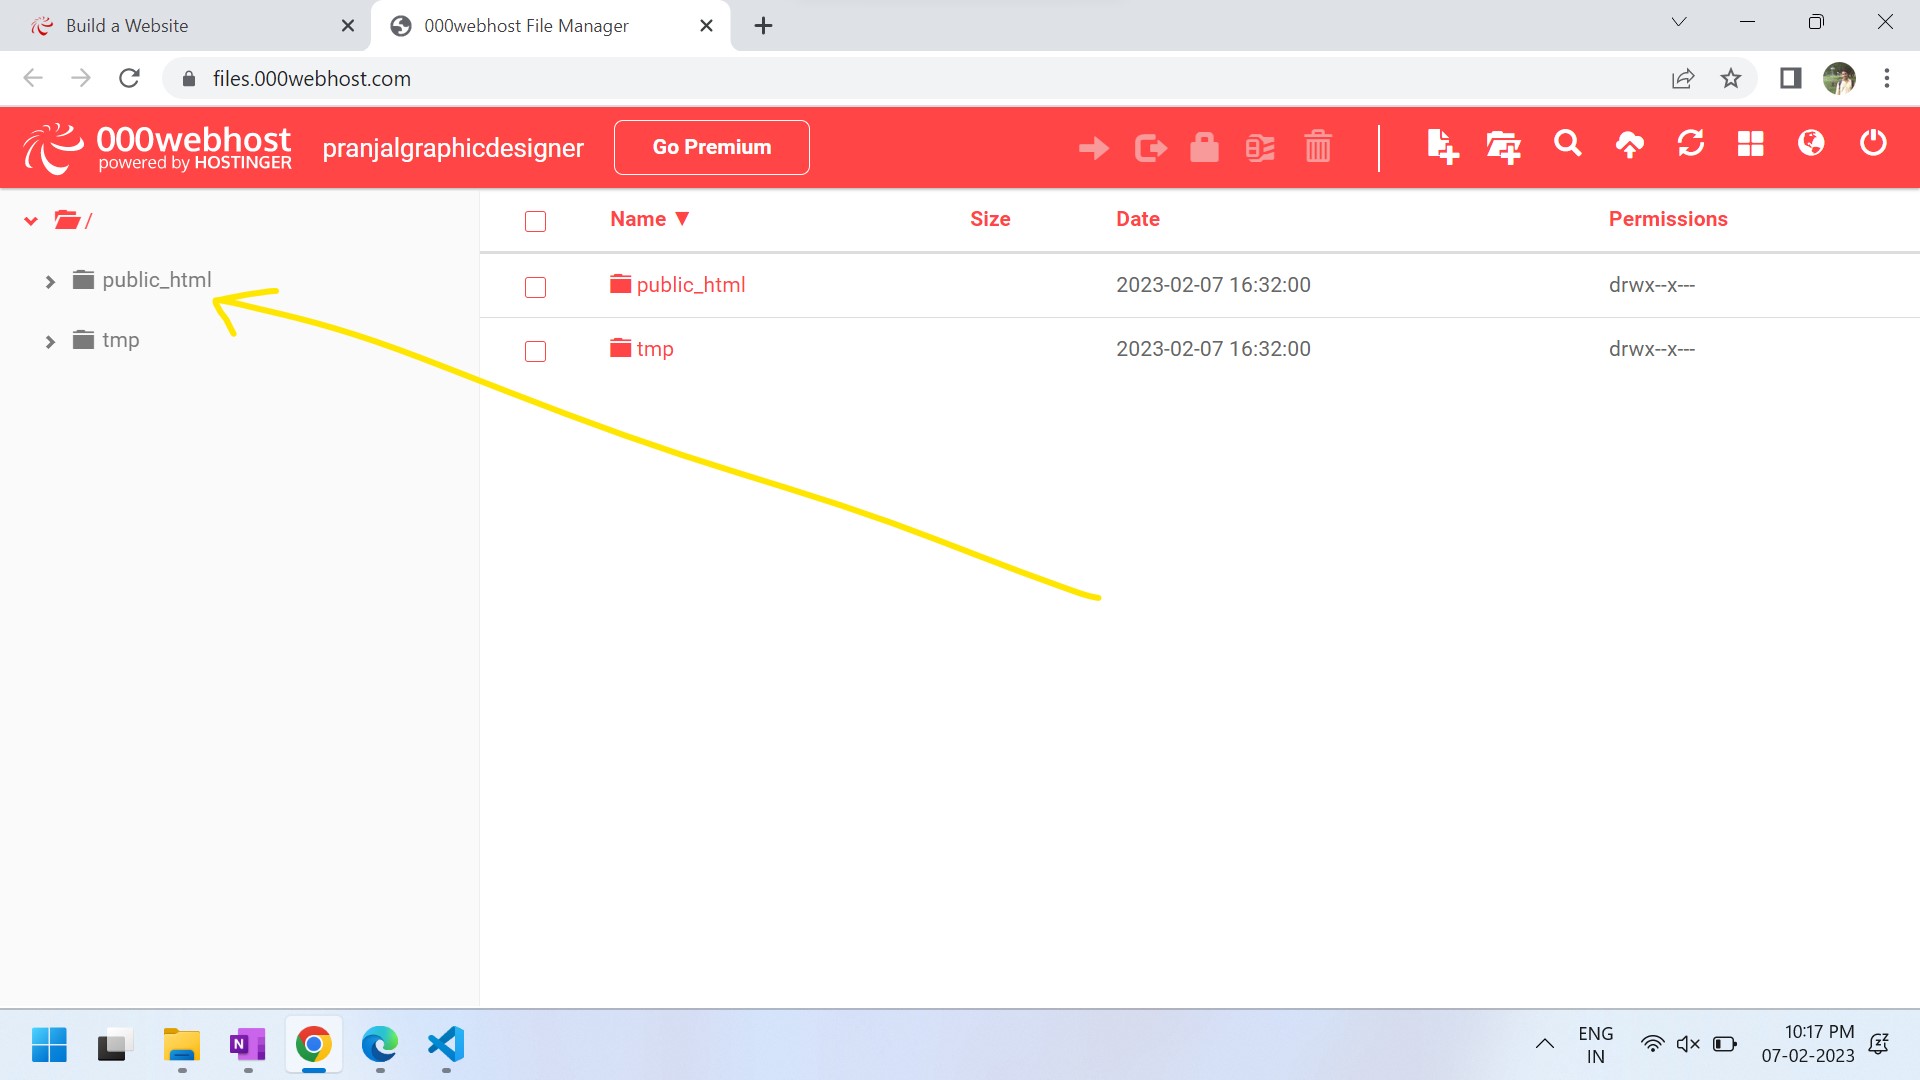 Build a Website
000webhost File Manager
files.000webhost.com
000webhost
powered by HOSTINGER
pranjalgraphicdesigner
Go Premium
/
public_html
tmp
Name ▼ Size Date Permissions
public_html 2023-02-07 16:32:00 drwx--x---
tmp 2023-02-07 16:32:00 drwx--x---
N
ENG
IN
10:17 PM
07-02-2023